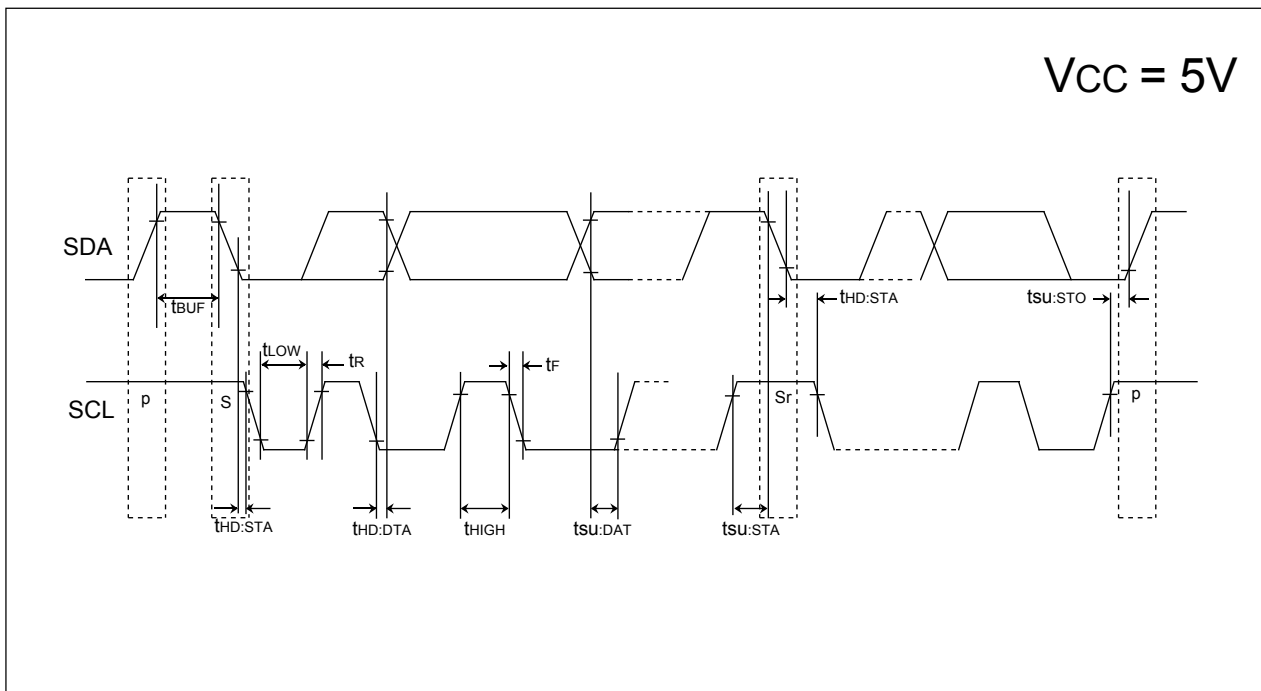 VCC = 5V
SDA
tBUF
tHD:STA
tsu:STO
tLOW
tR
tF
SCL
p
S
Sr
p
tHD:STA
tHD:DTA
tHIGH
tsu:DAT
tsu:STA